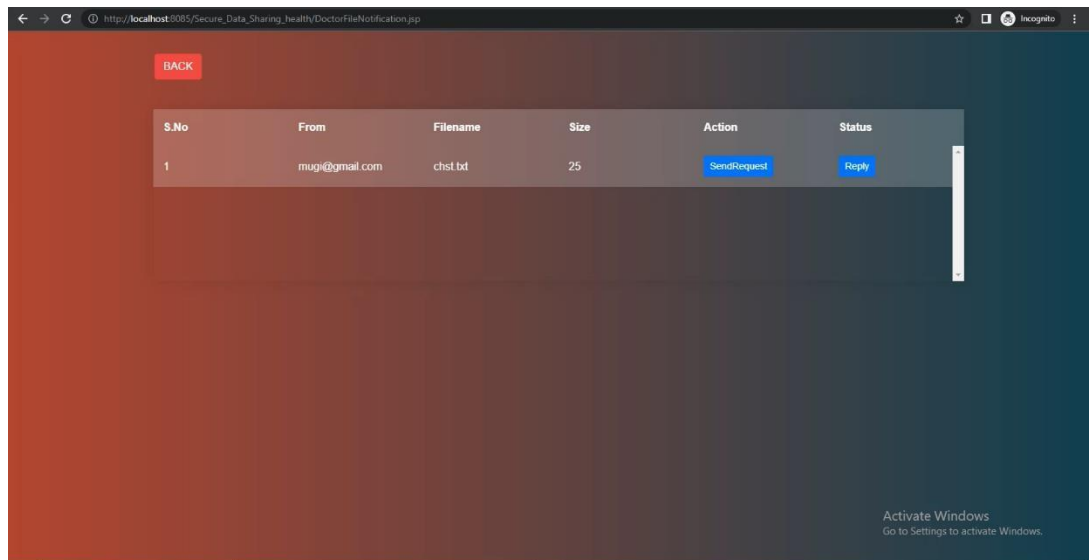 http://localhost:8085/Secure_Data_Sharing_health/DoctorFileNotification.jsp
Incognito
BACK
S.No From Filename Size Action Status
1 mugi@gmail.com chst.txt 25 SendRequest Reply
Activate Windows
Go to Settings to activate Windows.